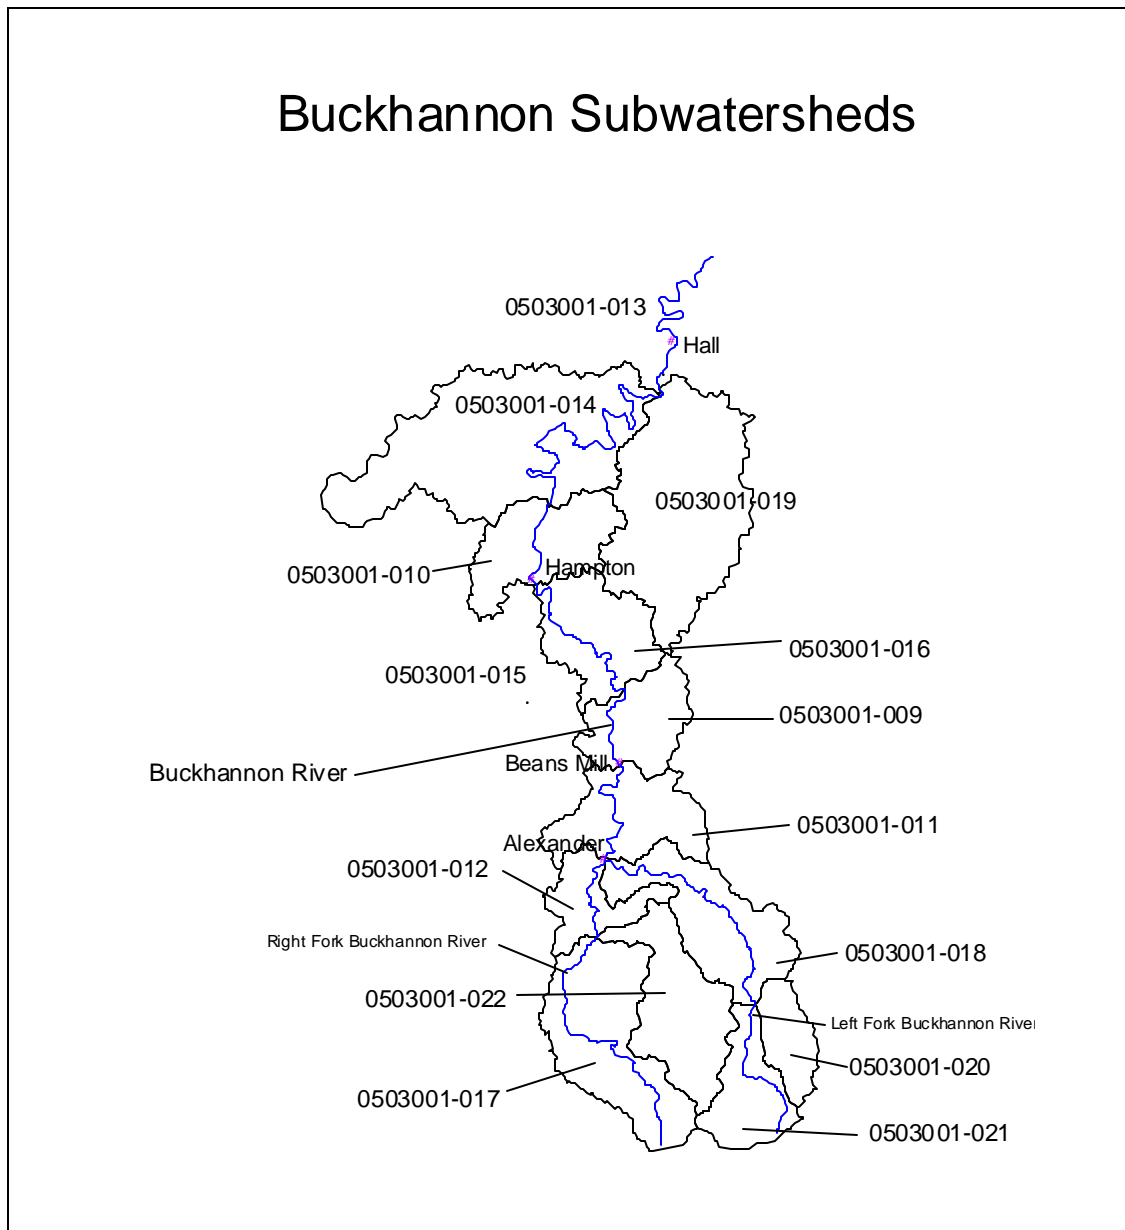 Buckhannon Subwatersheds
0503001-013
Hall
0503001-014
0503001-019
Hampton
0503001-010
0503001-016
0503001-015
0503001-009
Beans Mill
Buckhannon River
0503001-011
Alexander
0503001-012
Right Fork Buckhannon River
0503001-018
0503001-022
Left Fork Buckhannon River
0503001-020
0503001-017
0503001-021